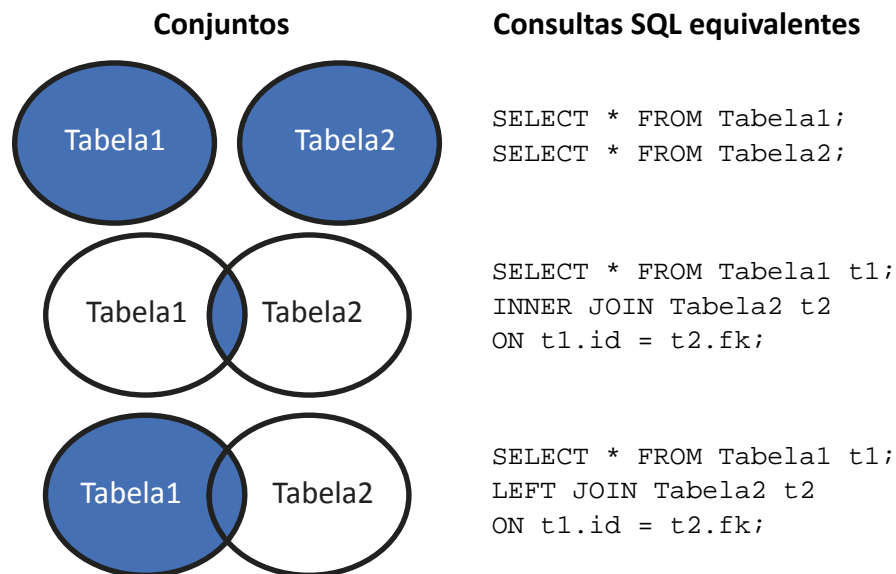 Conjuntos
Consultas SQL equivalentes
Tabela1
Tabela2
SELECT * FROM Tabela1;
SELECT * FROM Tabela2;
Tabela1
Tabela2
SELECT * FROM Tabela1 t1;
INNER JOIN Tabela2 t2
ON t1.id = t2.fk;
Tabela1
Tabela2
SELECT * FROM Tabela1 t1;
LEFT JOIN Tabela2 t2
ON t1.id = t2.fk;